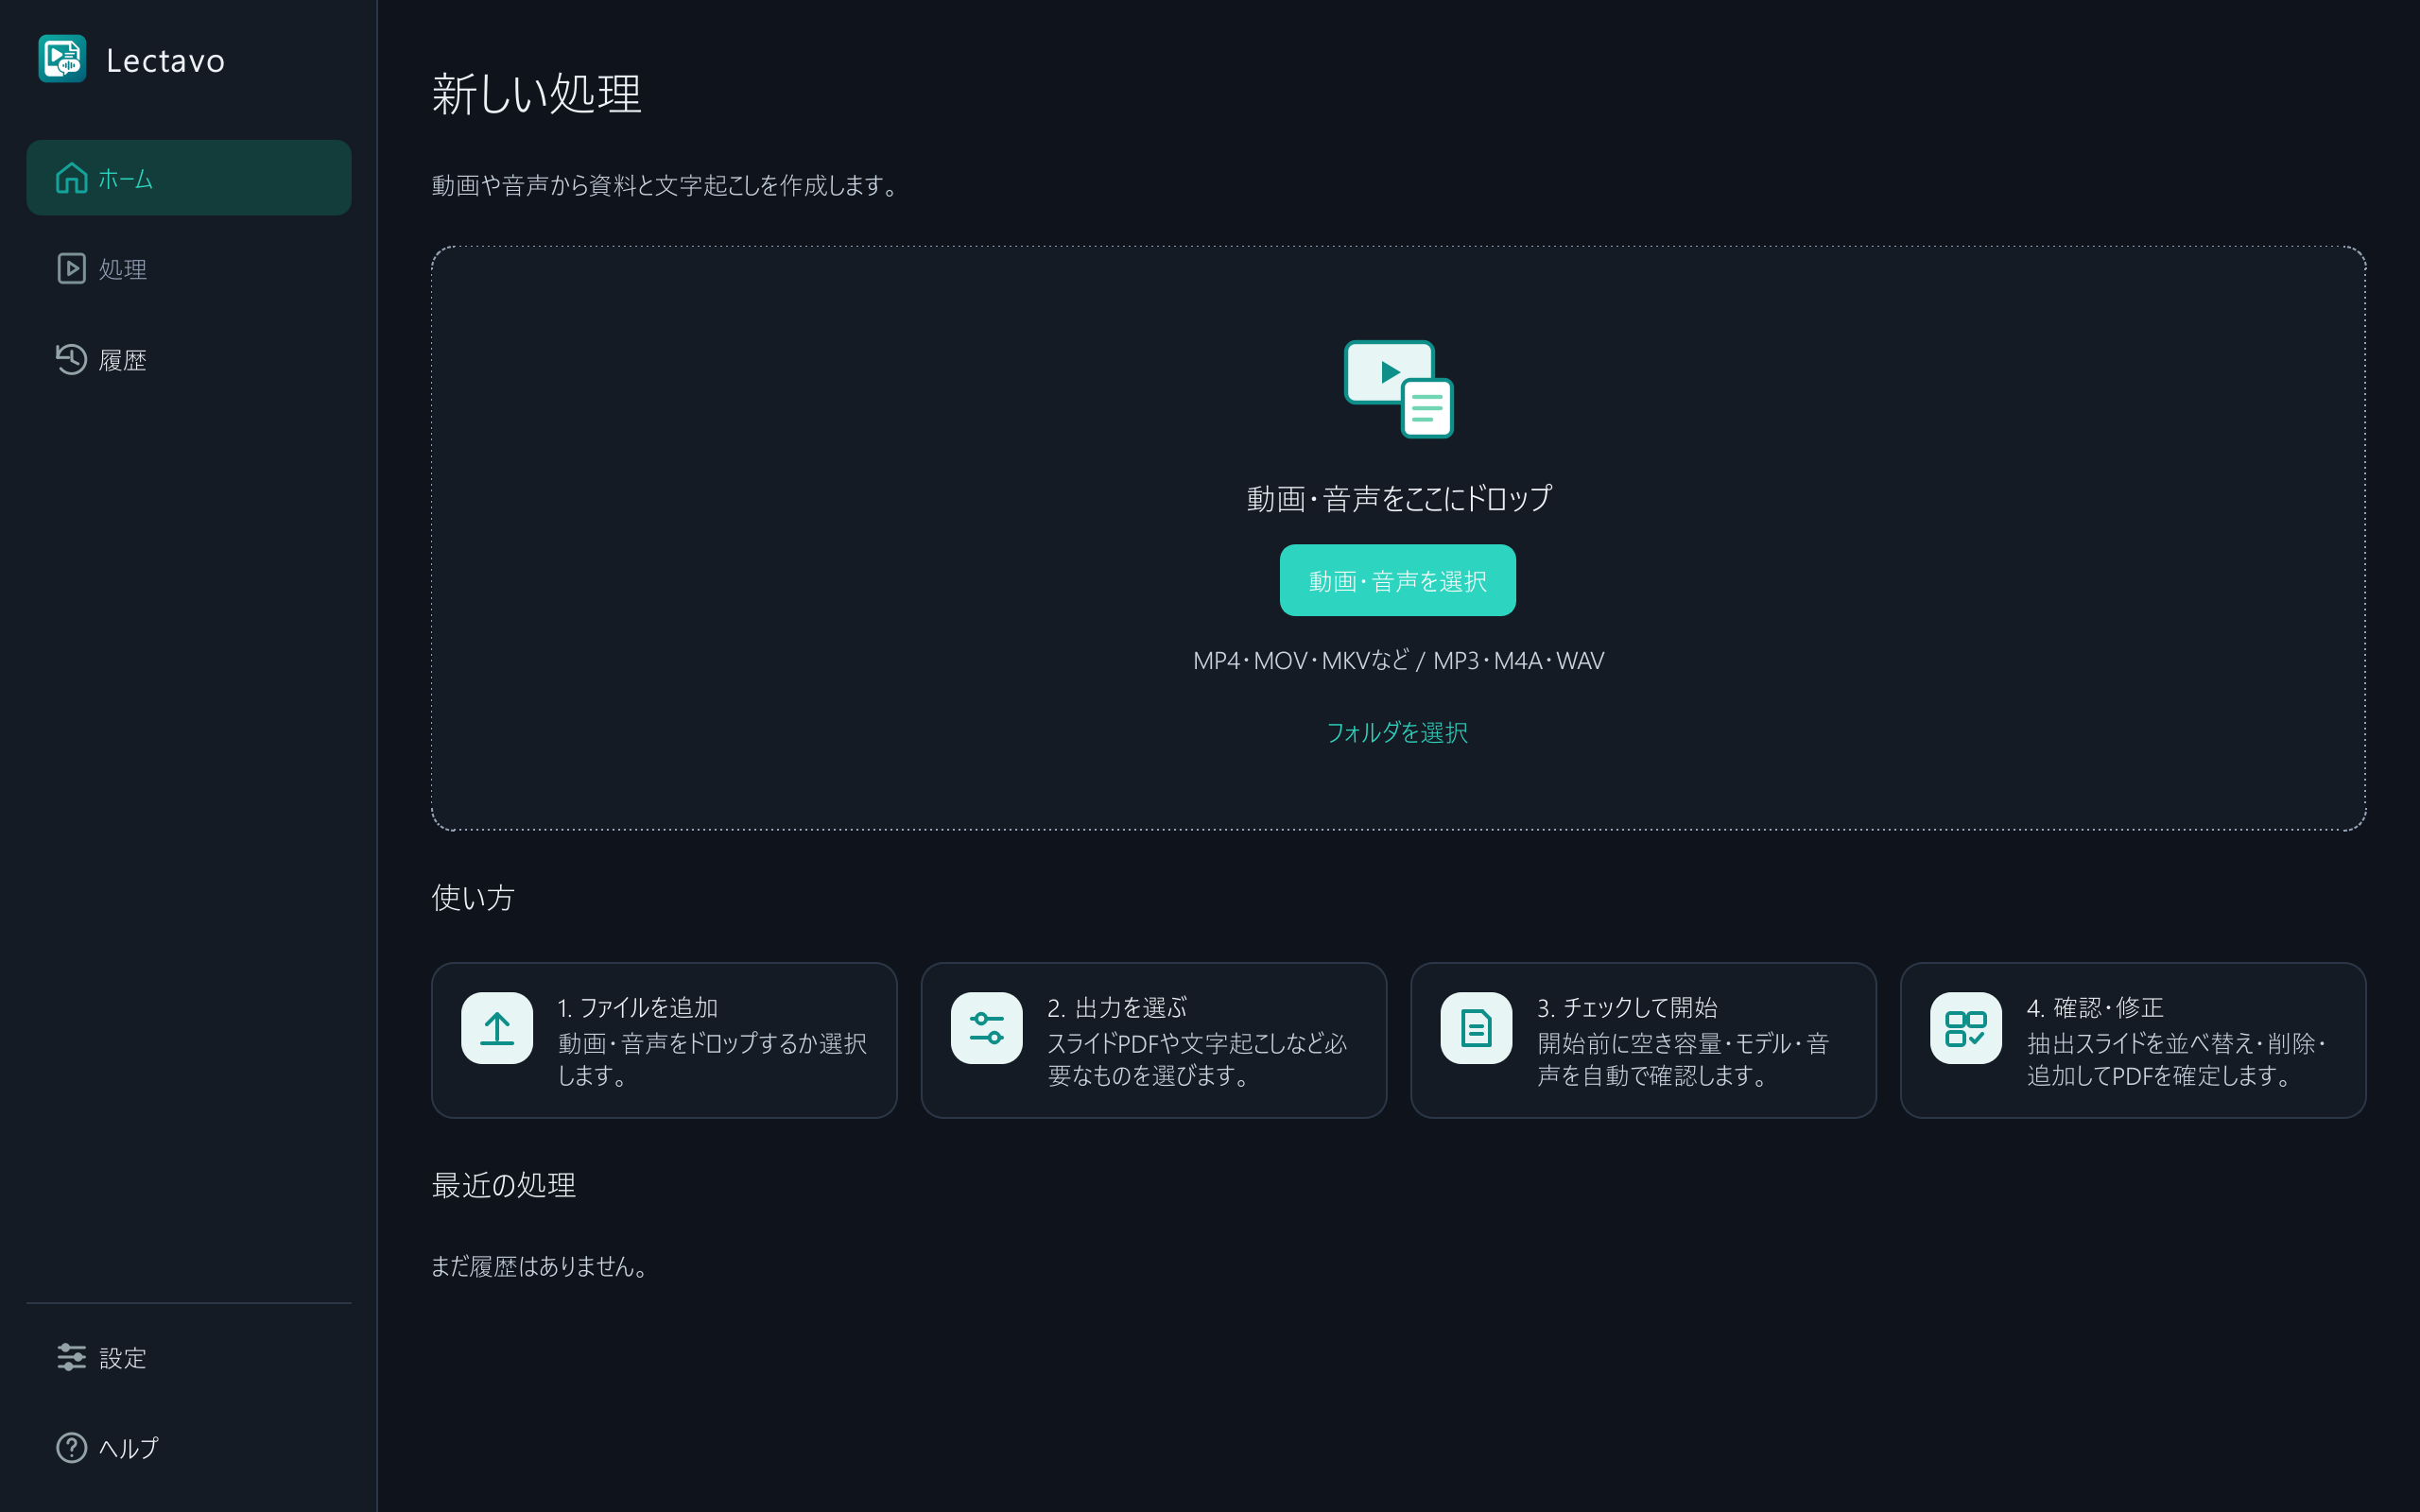 Lectavo
ホーム
処理
履歴
設定
ヘルプ
新しい処理
動画や音声から資料と文字起こしを作成します。
動画・音声をここにドロップ
動画・音声を選択
MP4・MOV・MKVなど / MP3・M4A・WAV
フォルダを選択
使い方
1. ファイルを追加
動画・音声をドロップするか選択
します。
2. 出力を選ぶ
スライドPDFや文字起こしなど必
要なものを選びます。
3. チェックして開始
開始前に空き容量・モデル・音
声を自動で確認します。
4. 確認・修正
抽出スライドを並べ替え・削除・
追加してPDFを確定します。
最近の処理
まだ履歴はありません。